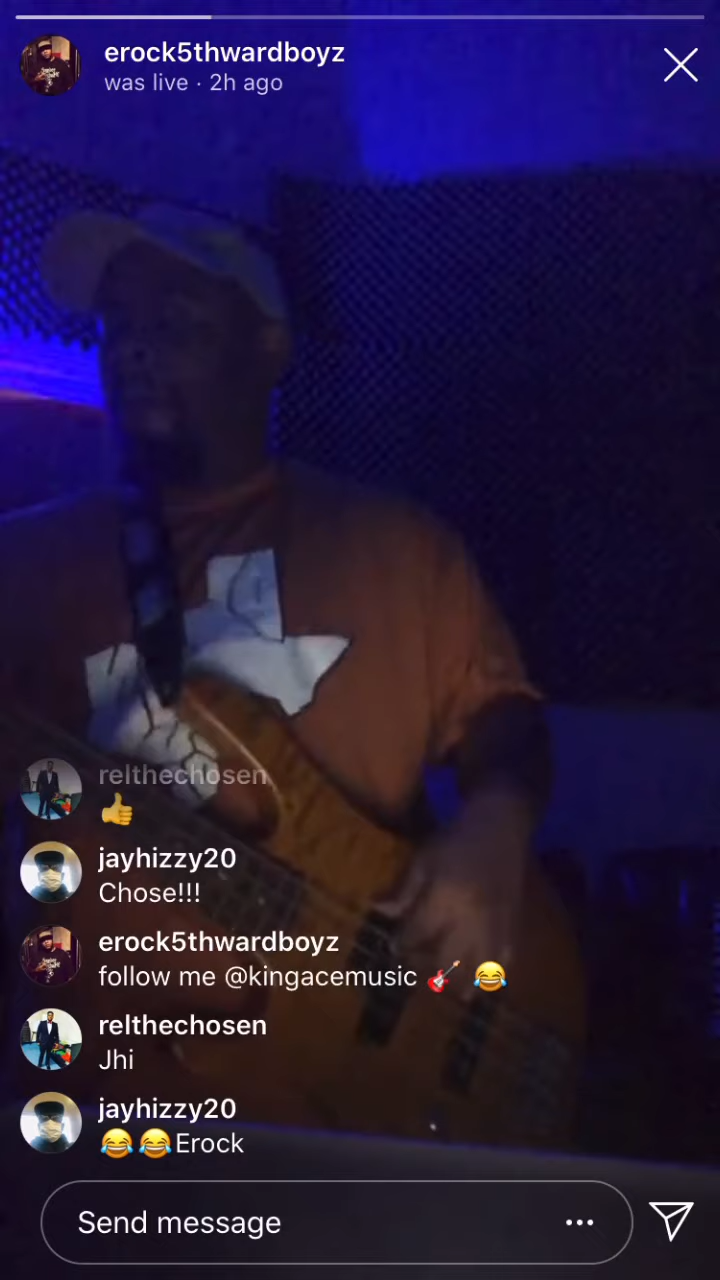 erock5thwardboyz
was live · 2h ago
relthechosen
👍
jayhizzy20
Chose!!!
erock5thwardboyz
follow me @kingacemusic 🎸 😂
relthechosen
Jhi
jayhizzy20
😂😂Erock
Send message